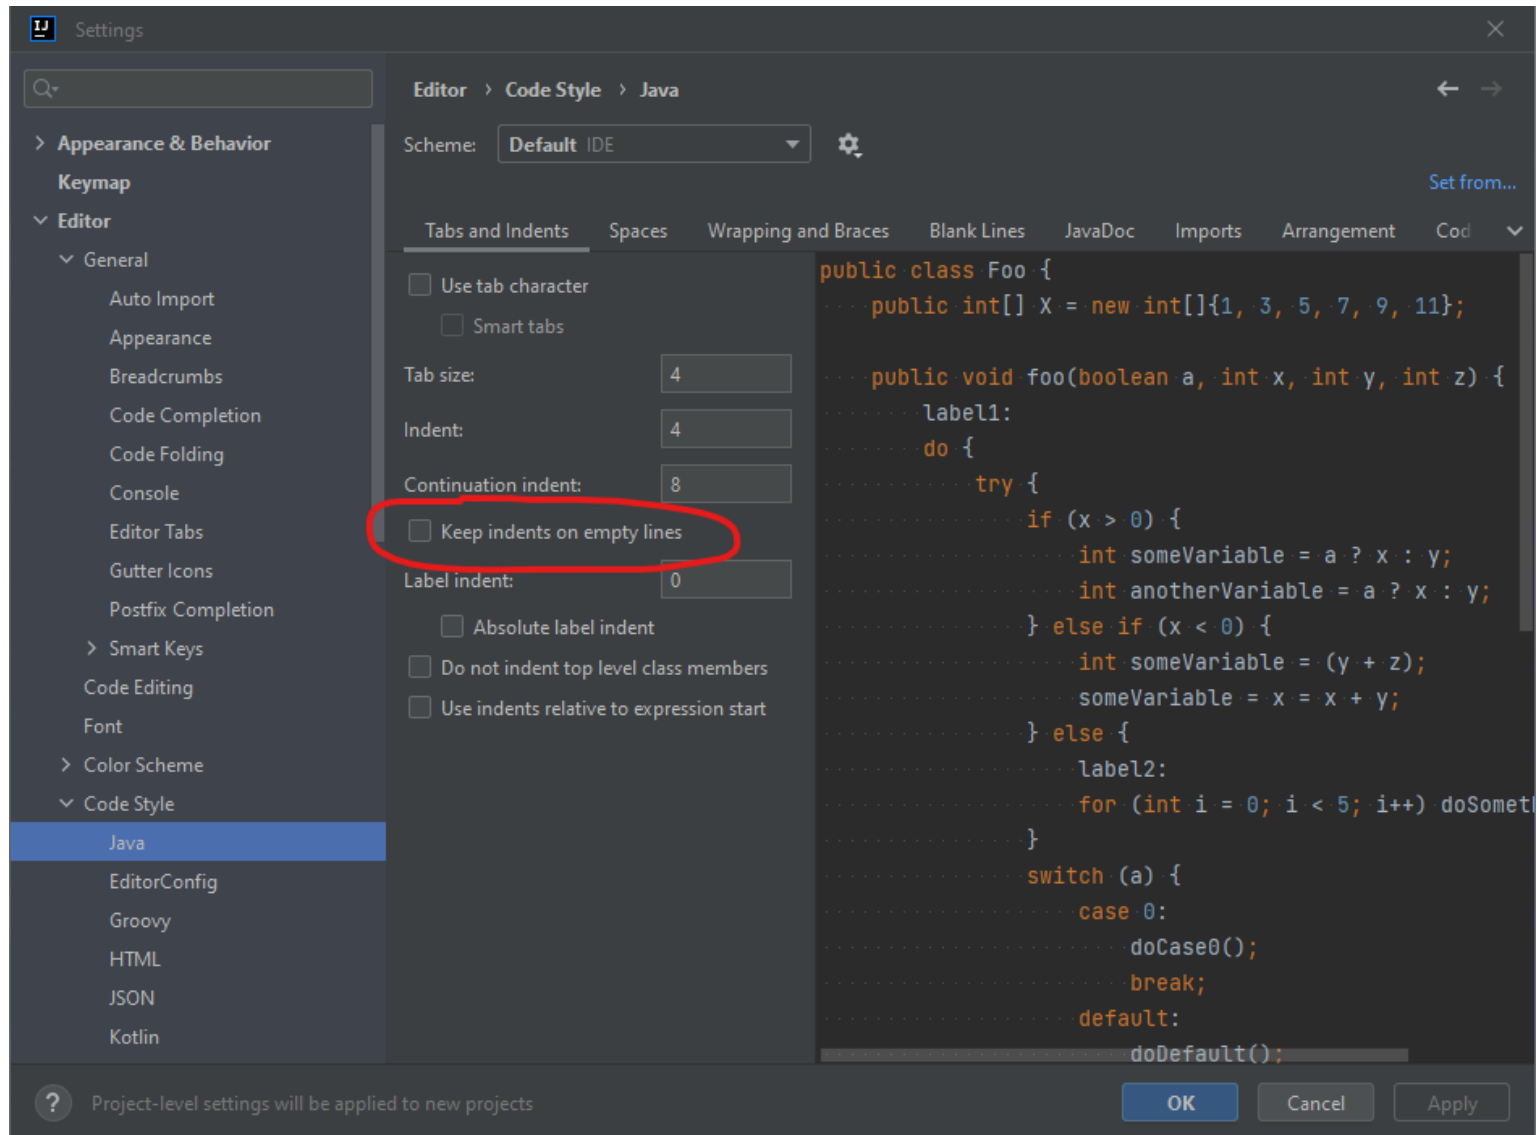 IJ
Settings
Editor > Code Style > Java
Scheme: Default IDE
Set from...
Appearance & Behavior
Keymap
Editor
General
Auto Import
Appearance
Breadcrumbs
Code Completion
Code Folding
Console
Editor Tabs
Gutter Icons
Postfix Completion
Smart Keys
Code Editing
Font
Color Scheme
Code Style
Java
EditorConfig
Groovy
HTML
JSON
Kotlin
Tabs and Indents Spaces Wrapping and Braces Blank Lines JavaDoc Imports Arrangement Cod
Use tab character
Smart tabs
Tab size: 4
Indent: 4
Continuation indent: 8
Keep indents on empty lines
Label indent: 0
Absolute label indent
Do not indent top level class members
Use indents relative to expression start
public class Foo {
public int[] X = new int[]{1, 3, 5, 7, 9, 11};
public void foo(boolean a, int x, int y, int z) {
label1:
do {
try {
if (x > 0) {
int someVariable = a ? x : y;
int anotherVariable = a ? x : y;
} else if (x < 0) {
int someVariable = (y + z);
someVariable = x = x + y;
} else {
label2:
for (int i = 0; i < 5; i++) doSomet
}
switch (a) {
case 0:
doCase0();
break;
default:
doDefault();
? Project-level settings will be applied to new projects
OK Cancel Apply